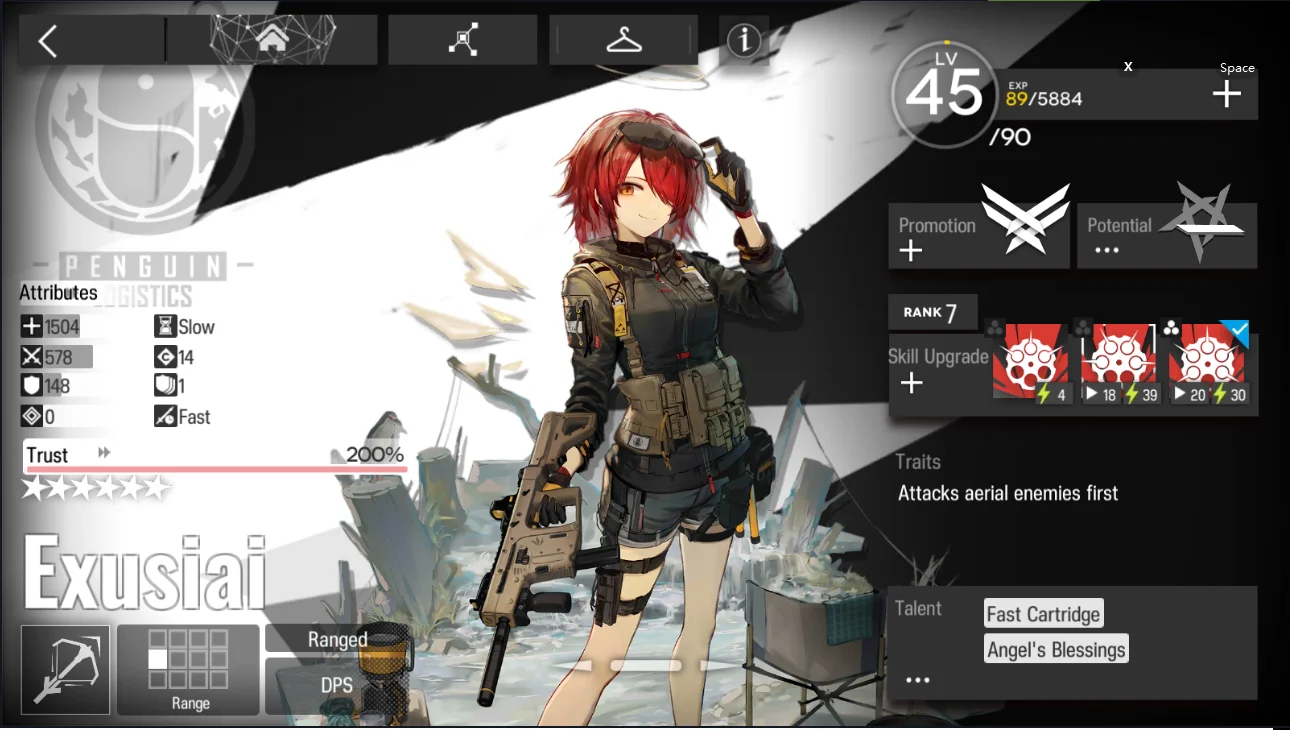 LV
45
/90
EXP
89/5884
x
Space
Promotion
Potential
PENGUIN
LOGISTICS
Attributes
1504
Slow
578
14
148
1
0
Fast
Trust
200%
RANK 7
Skill Upgrade
4
18
39
20
30
Traits
Attacks aerial enemies first
Exusiai
Range
Ranged
DPS
Talent
Fast Cartridge
Angel's Blessings